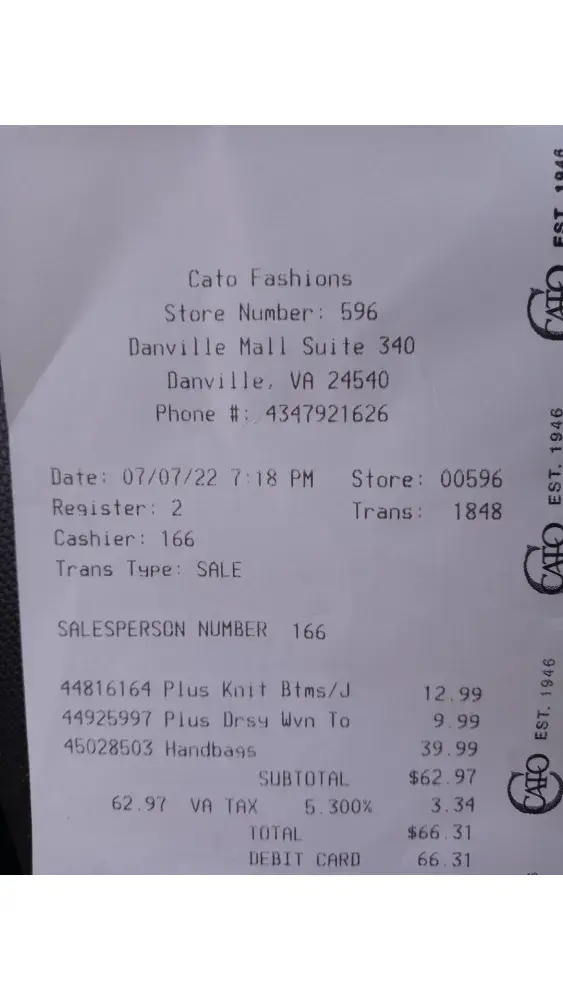 Cato Fashions
Store Number: 596
Danville Mall Suite 340
Danville, VA 24540
Phone #: 4347921626
Date: 07/07/22 7:18 PM Store: 00596
Register: 2 Trans: 1848
Cashier: 166
Trans Type: SALE
SALESPERSON NUMBER 166
44816164 Plus Knit Btms/J 12.99
44925997 Plus Drsy Wvn To 9.99
45028503 Handbags 39.99
SUBTOTAL $62.97
62.97 VA TAX 5.300% 3.34
TOTAL $66.31
DEBIT CARD 66.31
CATO EST. 1946
CATO EST. 1946
CATO EST. 1946